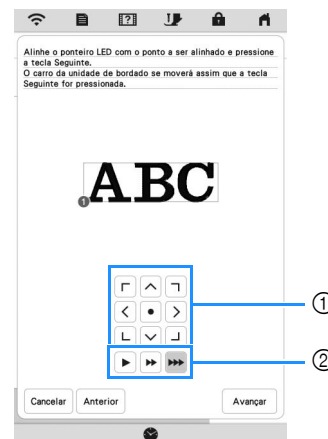 Alinhe o ponteiro LED com o ponto a ser alinhado e pressione
a tecla Seguinte.
O carro da unidade de bordado se moverá assim que a tecla
Seguinte for pressionada.
ABC
1
①
②
Cancelar Anterior Avançar